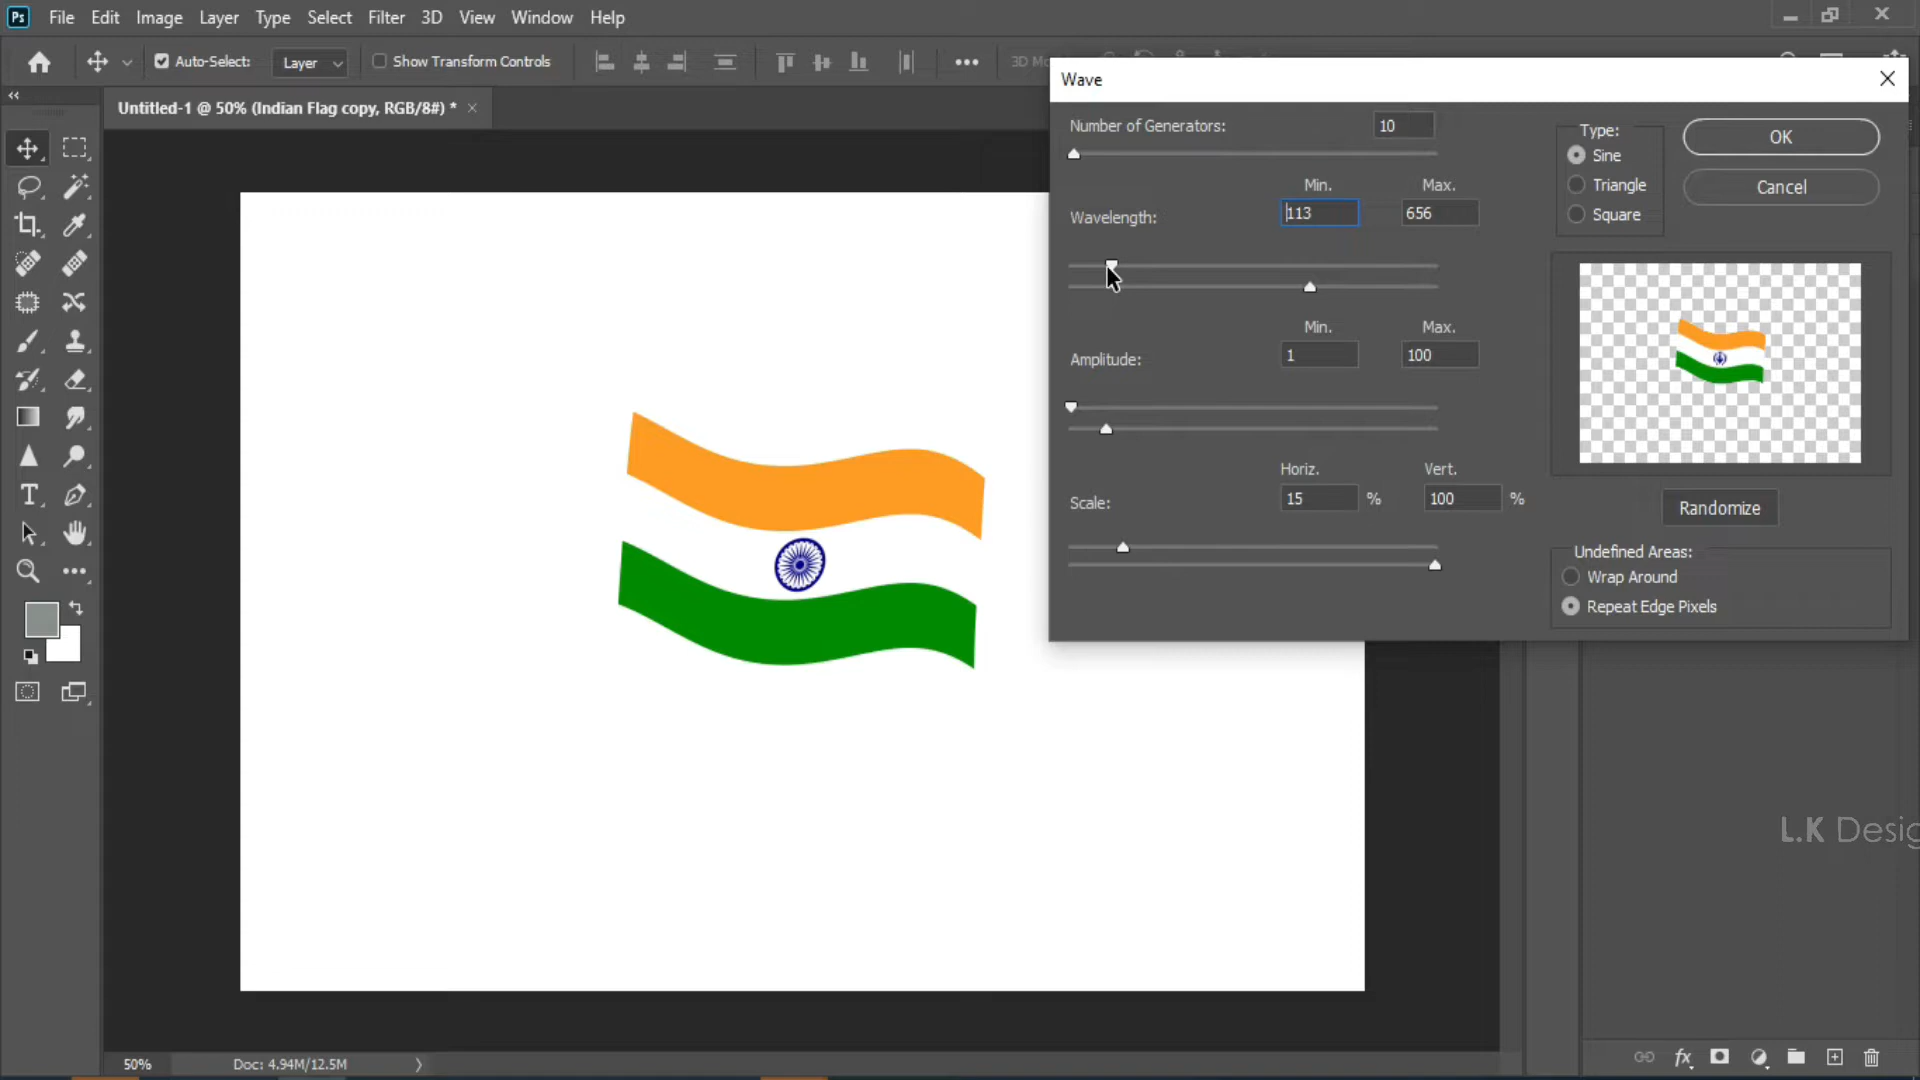 Ps File Edit Image Layer Type Select Filter 3D View Window Help
Auto-Select: Layer Show Transform Controls 3D
Untitled-1 @ 50% (Indian Flag copy, RGB/8#) *
Wave
Number of Generators: 10
Min. Max.
Wavelength: 113 656
Min. Max.
Amplitude: 1 100
Horiz. Vert.
Scale: 15 % 100 %
Type:
Sine
Triangle
Square
OK
Cancel
Randomize
Undefined Areas:
Wrap Around
Repeat Edge Pixels
L.K Desig
50% Doc: 4.94M/12.5M
fx